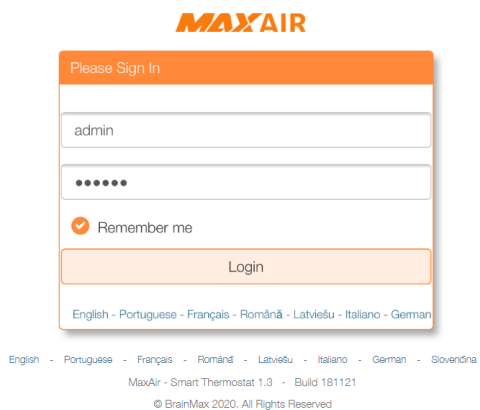 MAXAIR
Please Sign In
admin
••••••
Remember me
Login
English - Portuguese - Français - Română - Latviešu - Italiano - German
English - Portuguese - Français - Română - Latviešu - Italiano - German - Slovenčina
MaxAir - Smart Thermostat 1.3 - Build 181121
© BrainMax 2020. All Rights Reserved